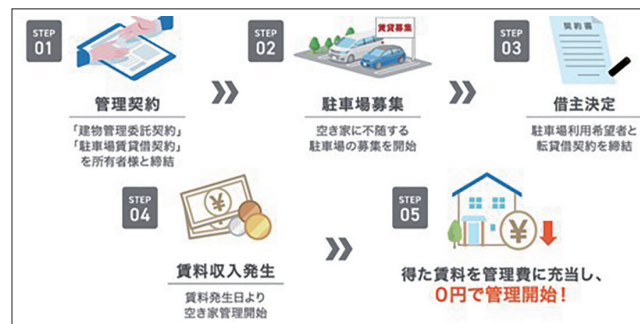 STEP
01
管理契約
「建物管理委託契約」
「駐車場賃貸借契約」
を所有者様と締結
STEP
02
賃貸募集
駐車場募集
空き家に不随する
駐車場の募集を開始
STEP
03
契約書
借主決定
駐車場利用希望者と
転貸借契約を締結
STEP
04
賃料収入発生
賃料発生日より
空き家管理開始
STEP
05
得た賃料を管理費に充当し、
0円で管理開始!